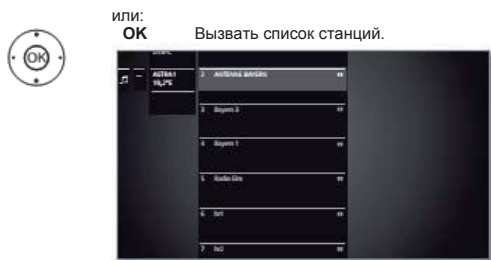 или:
OK Вызвать список станций.
OK
ASTRA1
19,2°E
2 ANTENNE BAYERN
3 Bayern 3
4 Bayern 1
5 Radio Eins
6 hr1
7 hr2